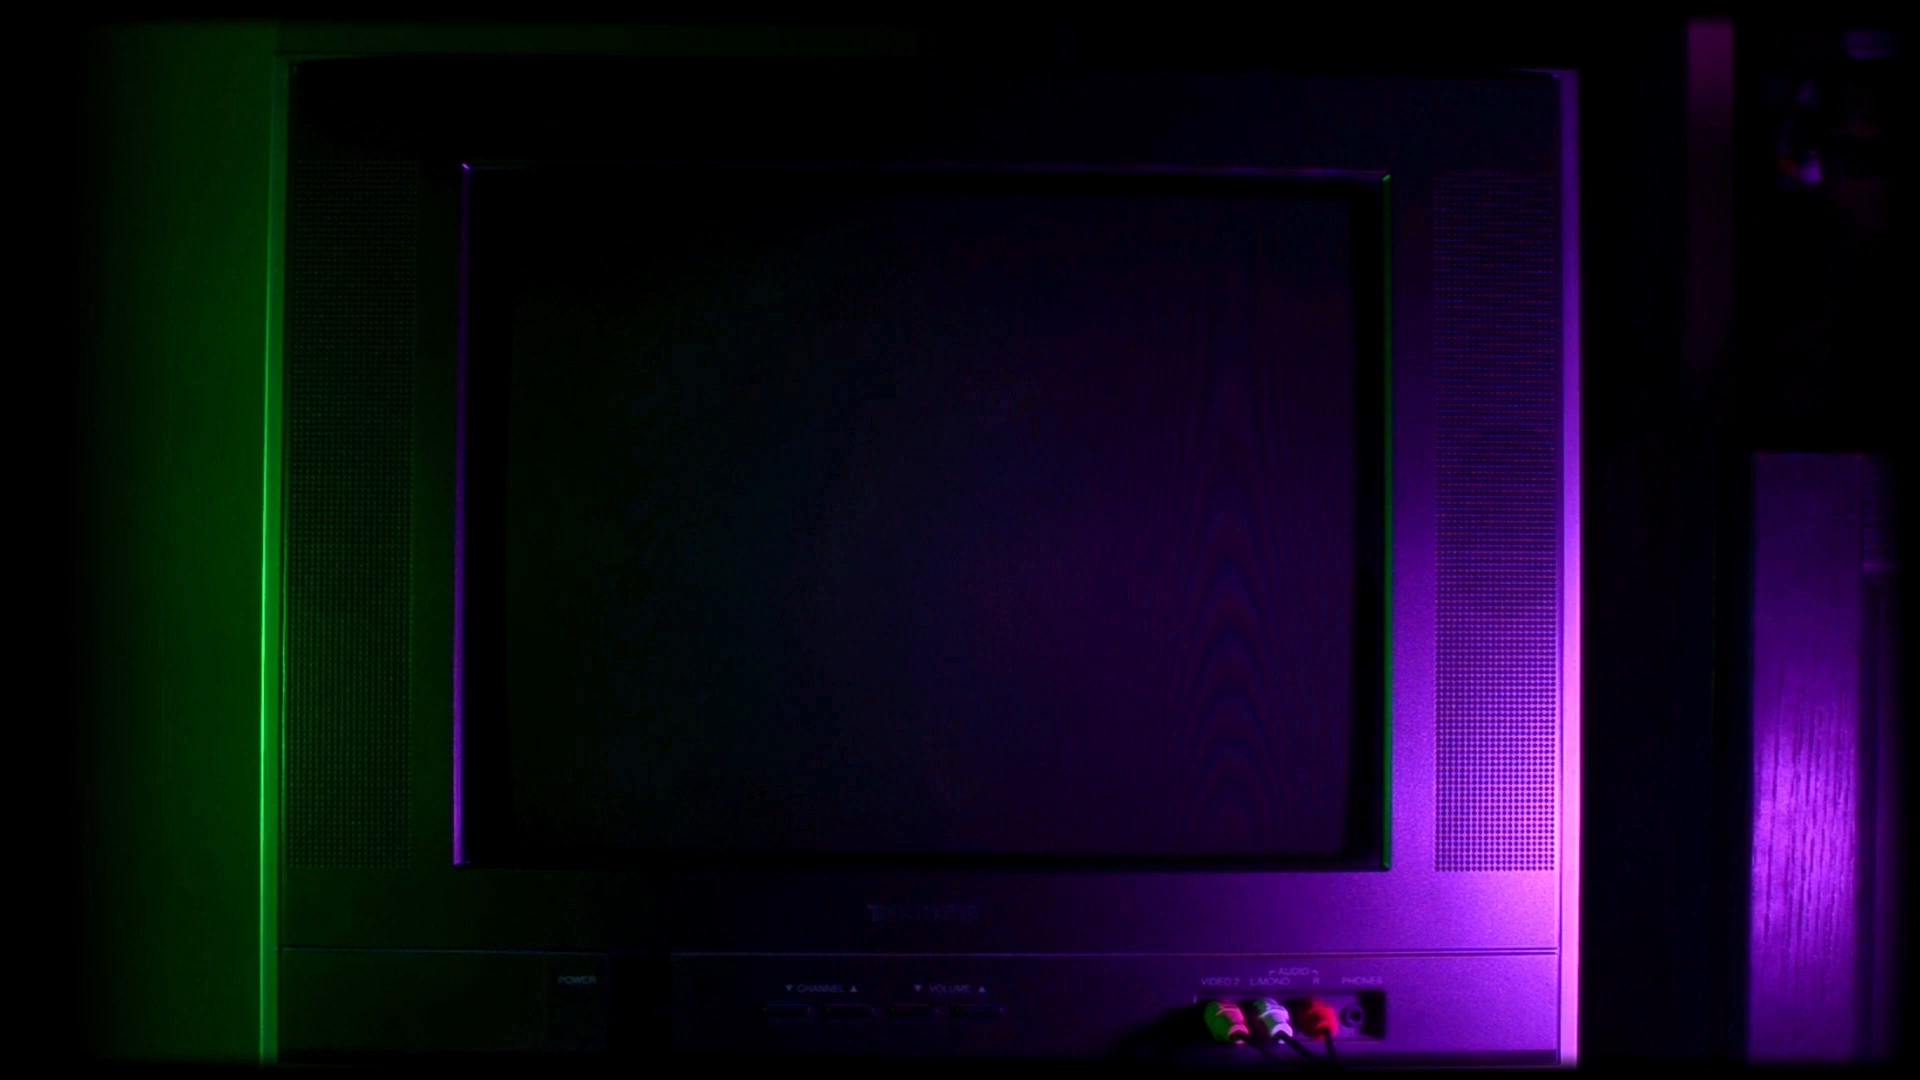 POWER
▼ CHANNEL ▲
▼ VOLUME ▲
AUDIO
VIDEO 2 L/MONO R PHONES